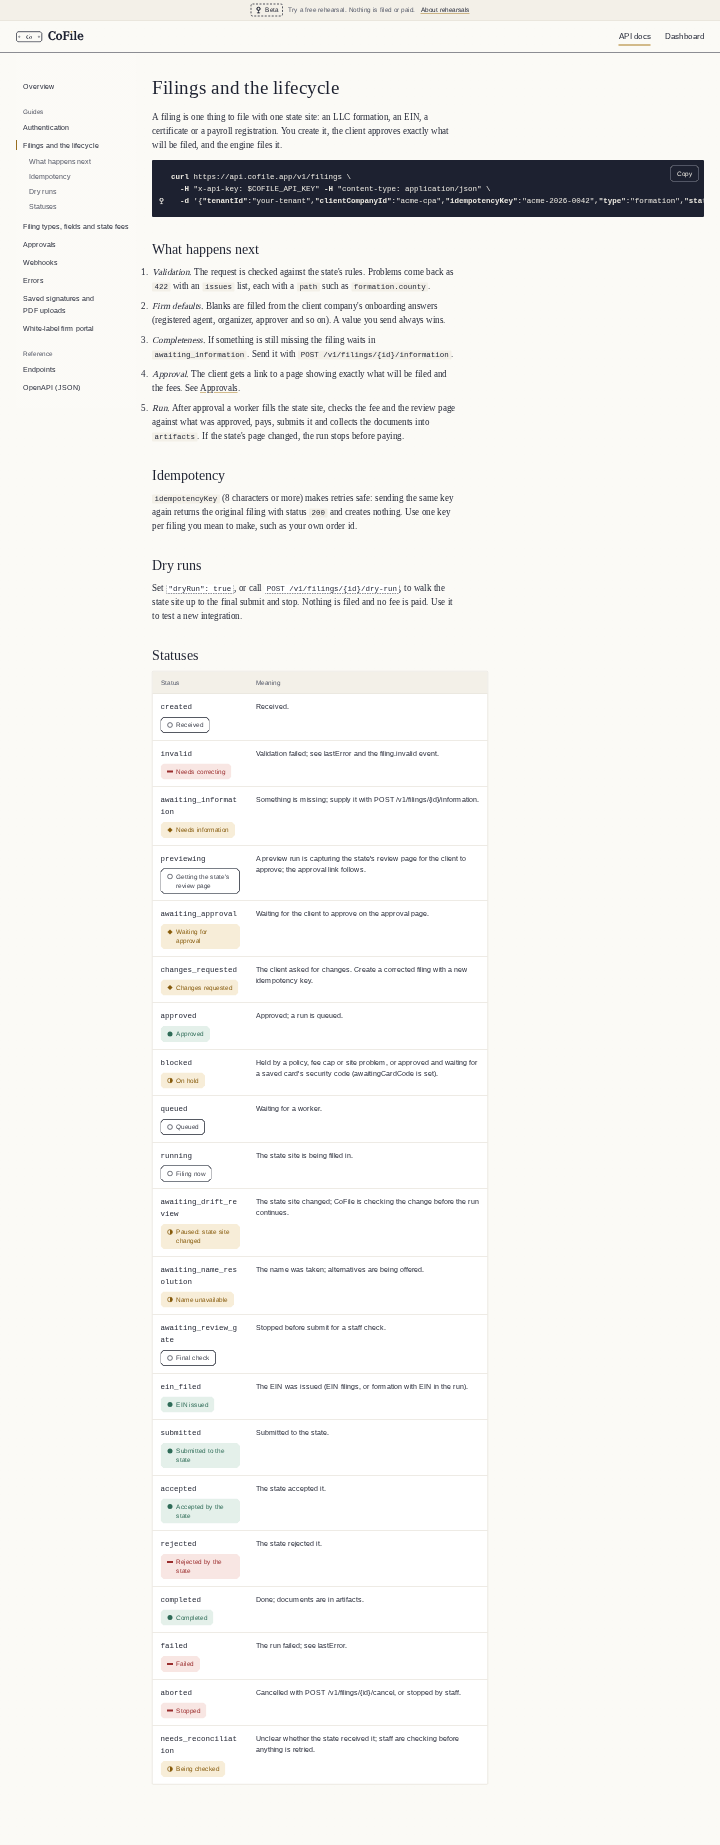 Beta Try a free rehearsal. Nothing is filed or paid. About rehearsals
Co CoFile
API docs Dashboard
Overview
Guides
Authentication
Filings and the lifecycle
What happens next
Idempotency
Dry runs
Statuses
Filing types, fields and state fees
Approvals
Webhooks
Errors
Saved signatures and
PDF uploads
White-label firm portal
Reference
Endpoints
OpenAPI (JSON)
Filings and the lifecycle
A filing is one thing to file with one state site: an LLC formation, an EIN, a
certificate or a payroll registration. You create it, the client approves exactly what
will be filed, and the engine files it.
Copy
curl https://api.cofile.app/v1/filings \
-H "x-api-key: $COFILE_API_KEY" -H "content-type: application/json" \
-d '{"tenantId":"your-tenant","clientCompanyId":"acme-cpa","idempotencyKey":"acme-2026-0042","type":"formation","sta
What happens next
1. Validation. The request is checked against the state's rules. Problems come back as
422 with an issues list, each with a path such as formation.county.
2. Firm defaults. Blanks are filled from the client company's onboarding answers
(registered agent, organizer, approver and so on). A value you send always wins.
3. Completeness. If something is still missing the filing waits in
awaiting_information. Send it with POST /v1/filings/{id}/information.
4. Approval. The client gets a link to a page showing exactly what will be filed and
the fees. See Approvals.
5. Run. After approval a worker fills the state site, checks the fee and the review page
against what was approved, pays, submits it and collects the documents into
artifacts. If the state's page changed, the run stops before paying.
Idempotency
idempotencyKey (8 characters or more) makes retries safe: sending the same key
again returns the original filing with status 200 and creates nothing. Use one key
per filing you mean to make, such as your own order id.
Dry runs
Set "dryRun": true, or call POST /v1/filings/{id}/dry-run, to walk the
state site up to the final submit and stop. Nothing is filed and no fee is paid. Use it
to test a new integration.
Statuses
Status Meaning
created Received.
Received
invalid Validation failed; see lastError and the filing.invalid event.
Needs correcting
awaiting_informat Something is missing; supply it with POST /v1/filings/{id}/information.
ion
Needs information
previewing A preview run is capturing the state's review page for the client to
approve; the approval link follows.
Getting the state's
review page
awaiting_approval Waiting for the client to approve on the approval page.
Waiting for
approval
changes_requested The client asked for changes. Create a corrected filing with a new
idempotency key.
Changes requested
approved Approved; a run is queued.
Approved
blocked Held by a policy, fee cap or site problem, or approved and waiting for
a saved card's security code (awaitingCardCode is set).
On hold
queued Waiting for a worker.
Queued
running The state site is being filled in.
Filing now
awaiting_drift_re The state site changed; CoFile is checking the change before the run
view continues.
Paused: state site
changed
awaiting_name_res The name was taken; alternatives are being offered.
olution
Name unavailable
awaiting_review_g Stopped before submit for a staff check.
ate
Final check
ein_filed The EIN was issued (EIN filings, or formation with EIN in the run).
EIN issued
submitted Submitted to the state.
Submitted to the
state
accepted The state accepted it.
Accepted by the
state
rejected The state rejected it.
Rejected by the
state
completed Done; documents are in artifacts.
Completed
failed The run failed; see lastError.
Failed
aborted Cancelled with POST /v1/filings/{id}/cancel, or stopped by staff.
Stopped
needs_reconciliat Unclear whether the state received it; staff are checking before
ion anything is retried.
Being checked